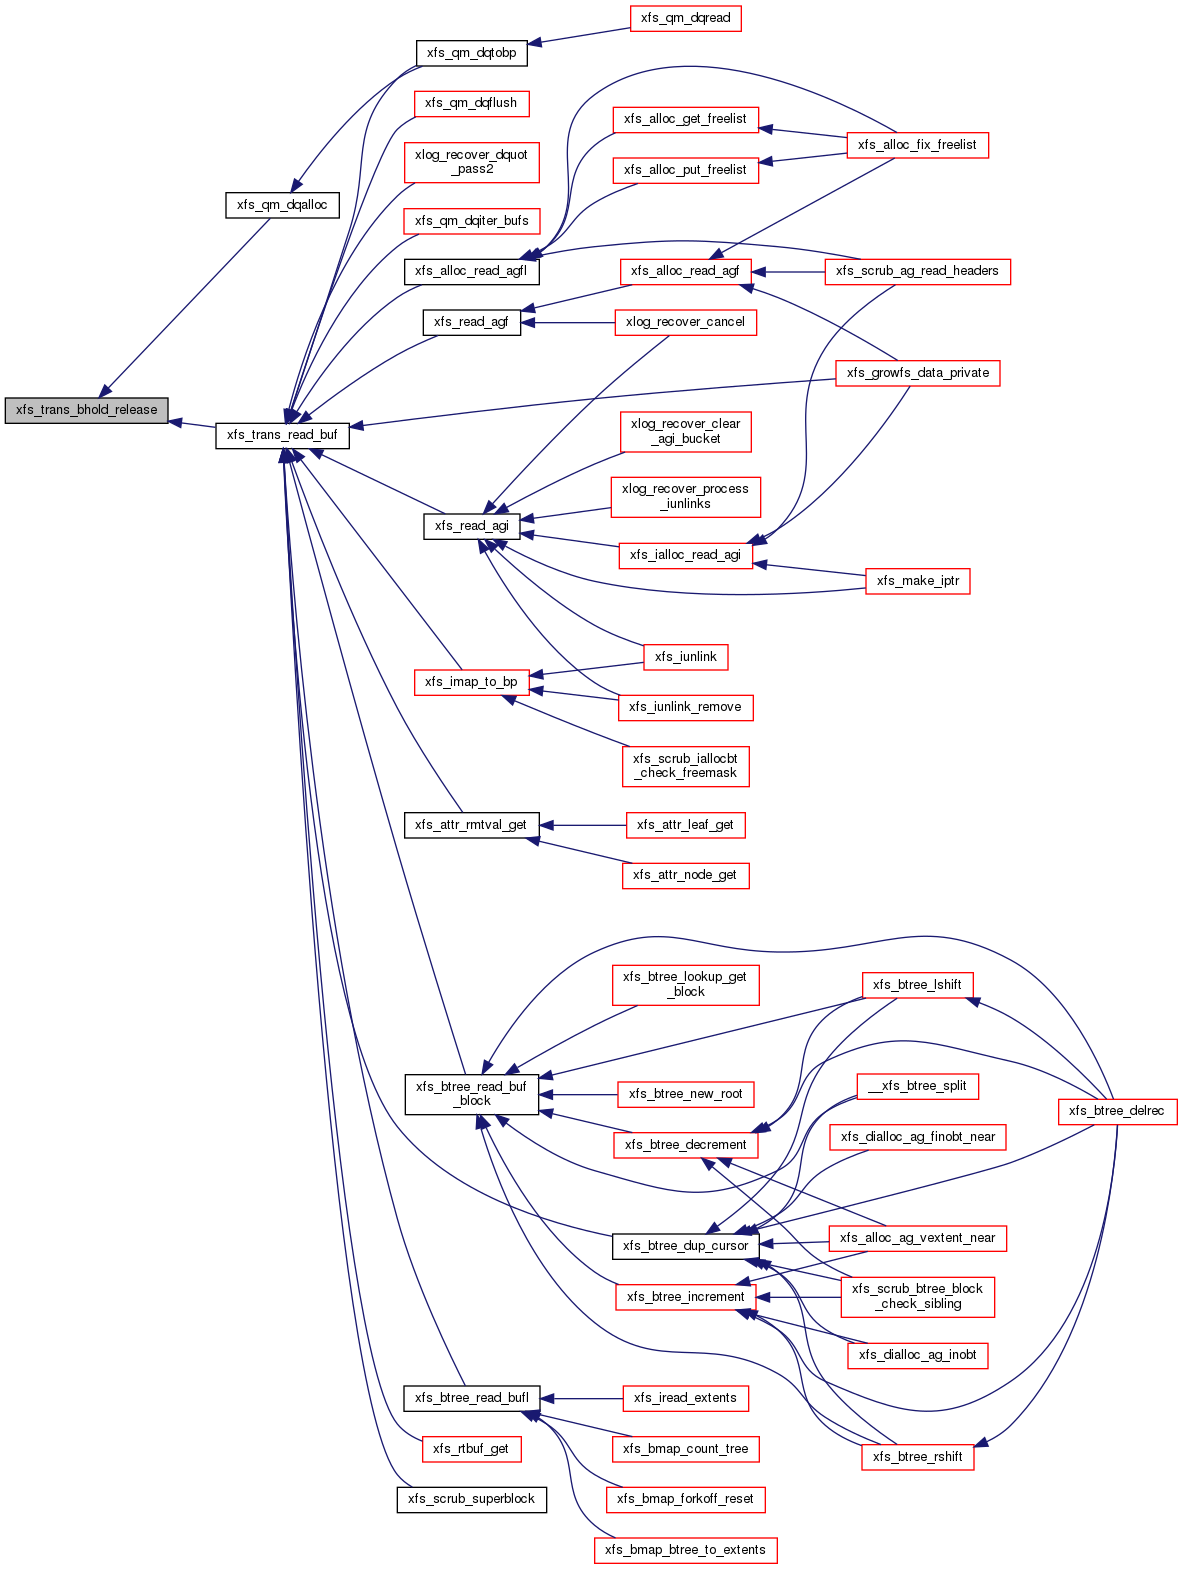 xfs_qm_dqread
xfs_qm_dqtobp
xfs_qm_dqflush
xfs_alloc_get_freelist
xfs_alloc_fix_freelist
xlog_recover_dquot
_pass2
xfs_alloc_put_freelist
xfs_qm_dqalloc
xfs_qm_dqiter_bufs
xfs_alloc_read_agfl
xfs_alloc_read_agf
xfs_scrub_ag_read_headers
xfs_read_agf
xlog_recover_cancel
xfs_growfs_data_private
xfs_trans_bhold_release
xfs_trans_read_buf
xlog_recover_clear
_agi_bucket
xlog_recover_process
_iunlinks
xfs_read_agi
xfs_ialloc_read_agi
xfs_make_iptr
xfs_iunlink
xfs_imap_to_bp
xfs_iunlink_remove
xfs_scrub_iallocbt
_check_freemask
xfs_attr_rmtval_get
xfs_attr_leaf_get
xfs_attr_node_get
xfs_btree_lookup_get
_block
xfs_btree_lshift
xfs_btree_read_buf
_block
xfs_btree_new_root
__xfs_btree_split
xfs_btree_delrec
xfs_btree_decrement
xfs_dialloc_ag_finobt_near
xfs_btree_dup_cursor
xfs_alloc_ag_vextent_near
xfs_btree_increment
xfs_scrub_btree_block
_check_sibling
xfs_dialloc_ag_inobt
xfs_btree_read_bufl
xfs_iread_extents
xfs_rtbuf_get
xfs_bmap_count_tree
xfs_btree_rshift
xfs_scrub_superblock
xfs_bmap_forkoff_reset
xfs_bmap_btree_to_extents